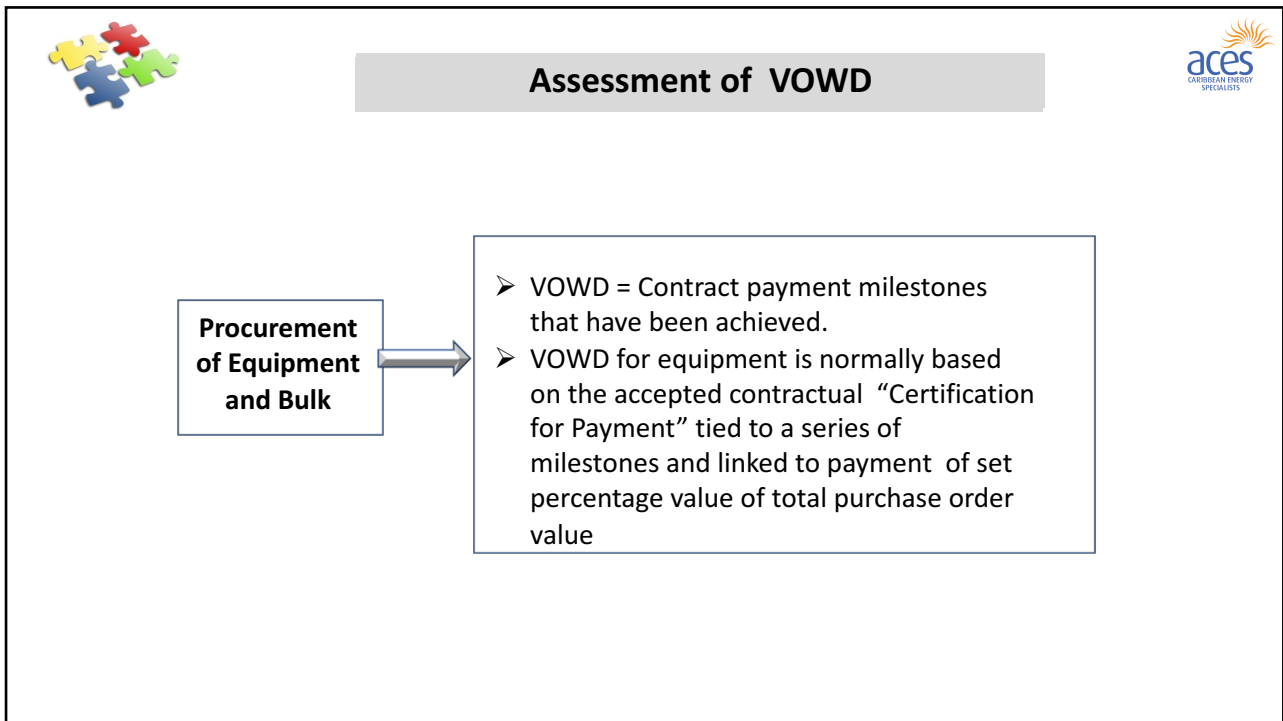 Assessment of VOWD
aces
CARIBBEAN ENERGY
SPECIALISTS
Procurement
of Equipment
and Bulk
➢ VOWD = Contract payment milestones
that have been achieved.
➢ VOWD for equipment is normally based
on the accepted contractual “Certification
for Payment” tied to a series of
milestones and linked to payment of set
percentage value of total purchase order
value